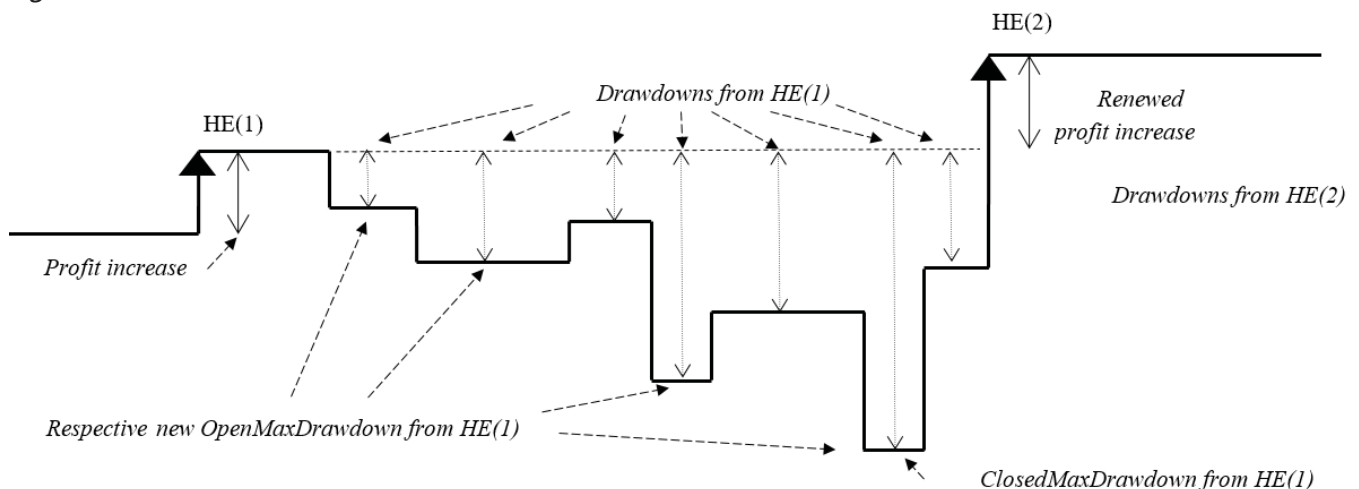 HE(2)
Drawdowns from HE(1)
Renewed
profit increase
HE(1)
Drawdowns from HE(2)
Profit increase
Respective new OpenMaxDrawdown from HE(1)
ClosedMaxDrawdown from HE(1)